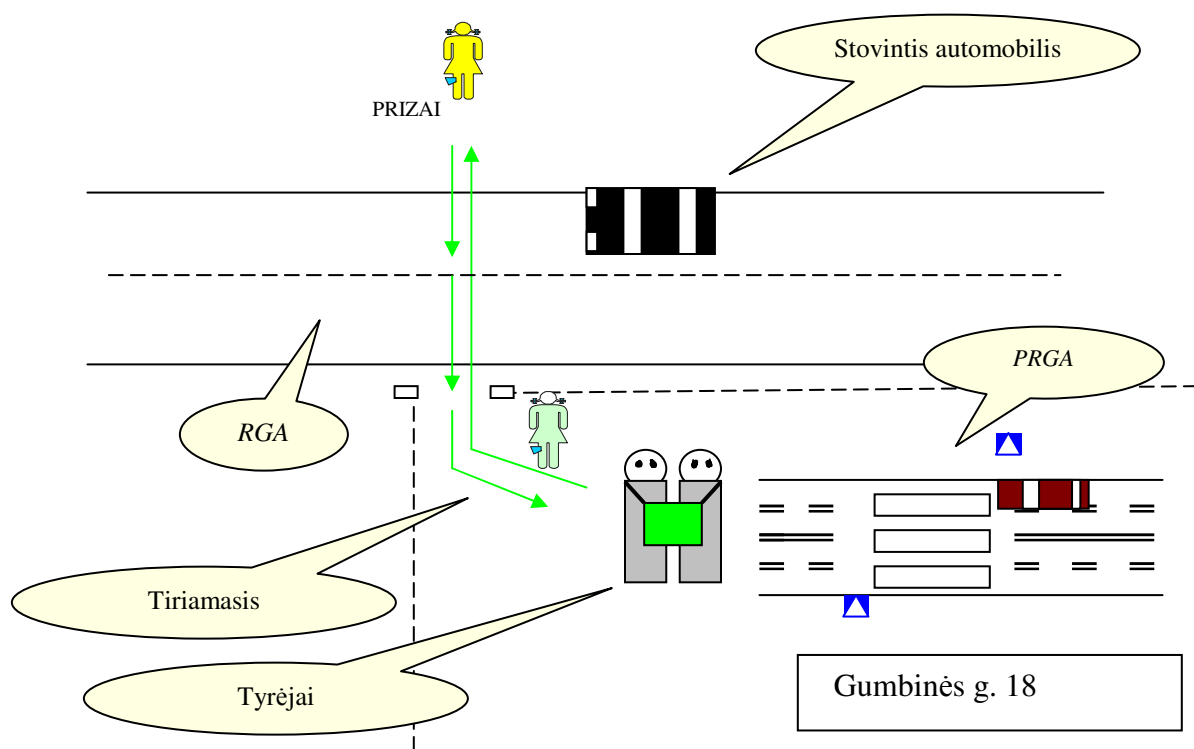 Stovintis automobilis
PRIZAI
PRGA
RGA
Tiriamasis
Tyrėjai
Gumbinės g. 18